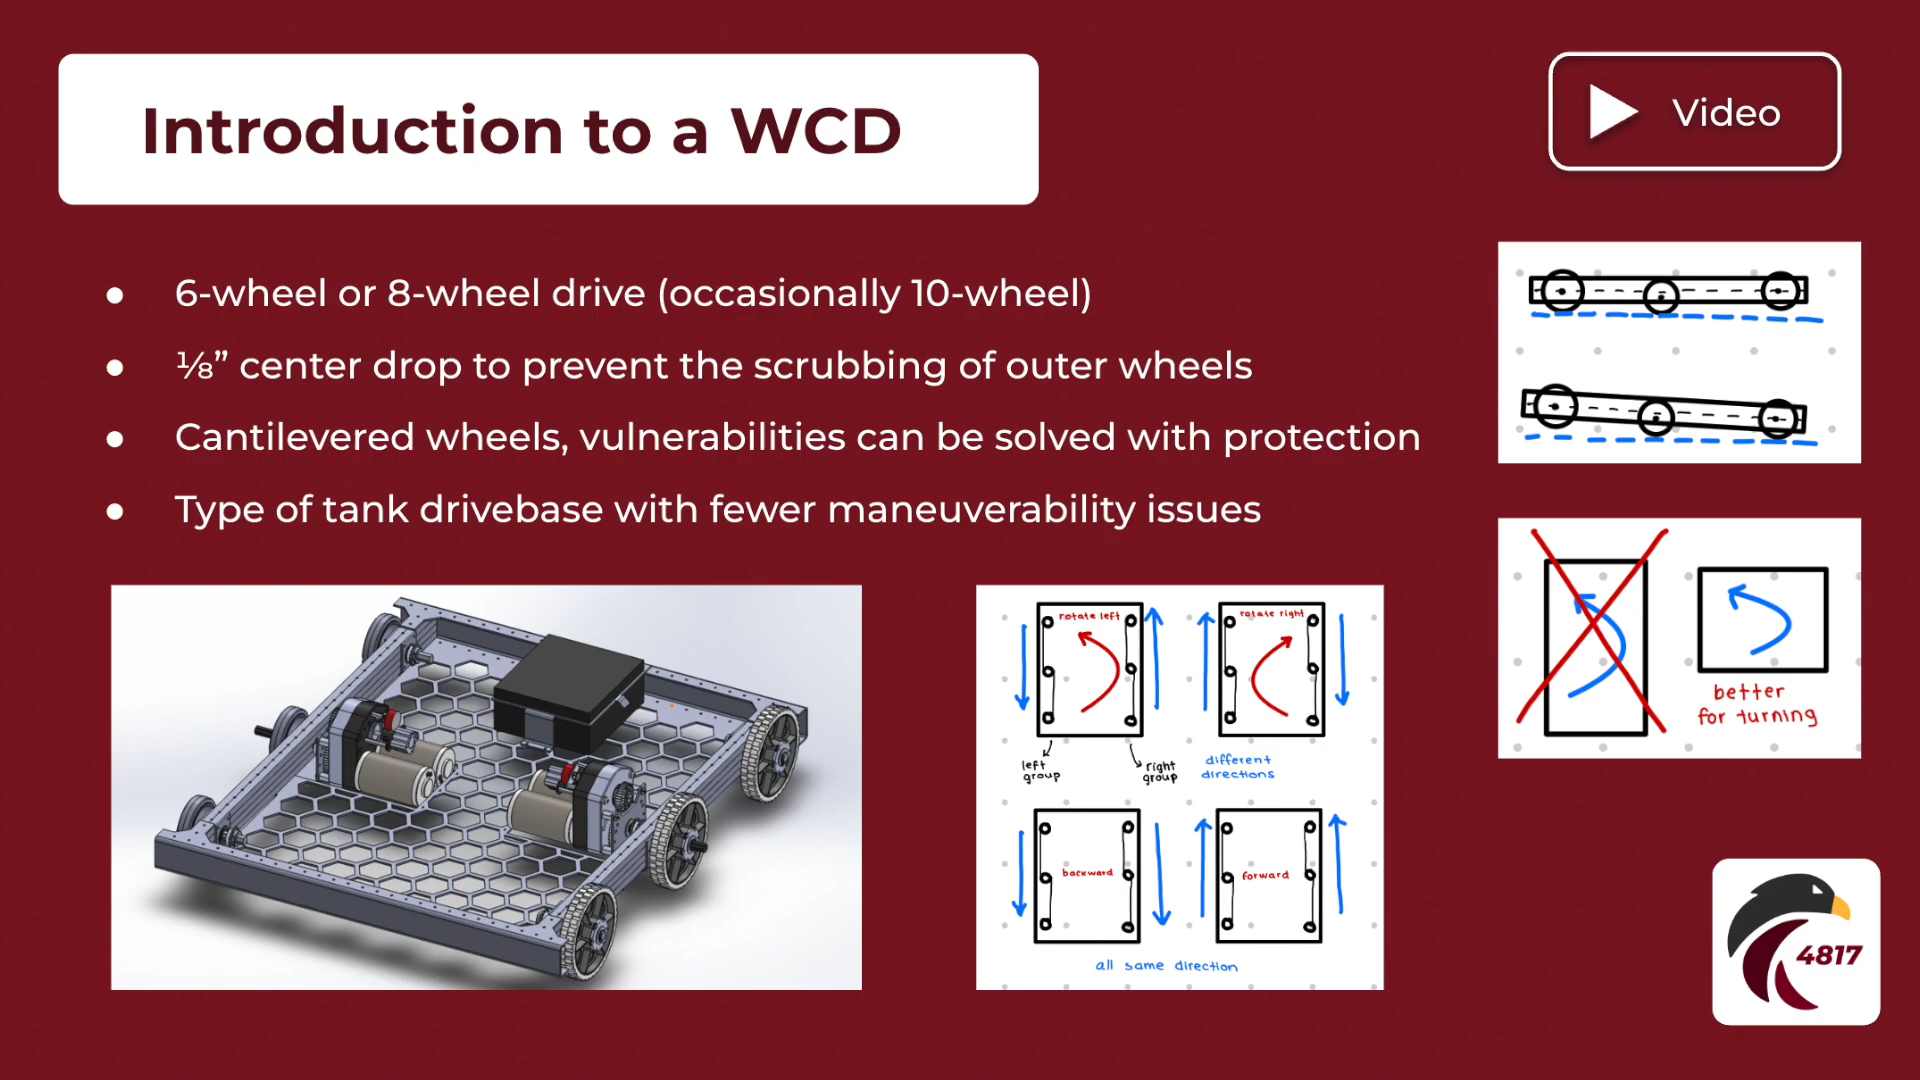 Introduction to a WCD
Video
● 6-wheel or 8-wheel drive (occasionally 10-wheel)
● ⅛” center drop to prevent the scrubbing of outer wheels
● Cantilevered wheels, vulnerabilities can be solved with protection
● Type of tank drivebase with fewer maneuverability issues
better
for turning
rotate left
rotate right
left
group
right
group
different
directions
backward
forward
all same direction
4817